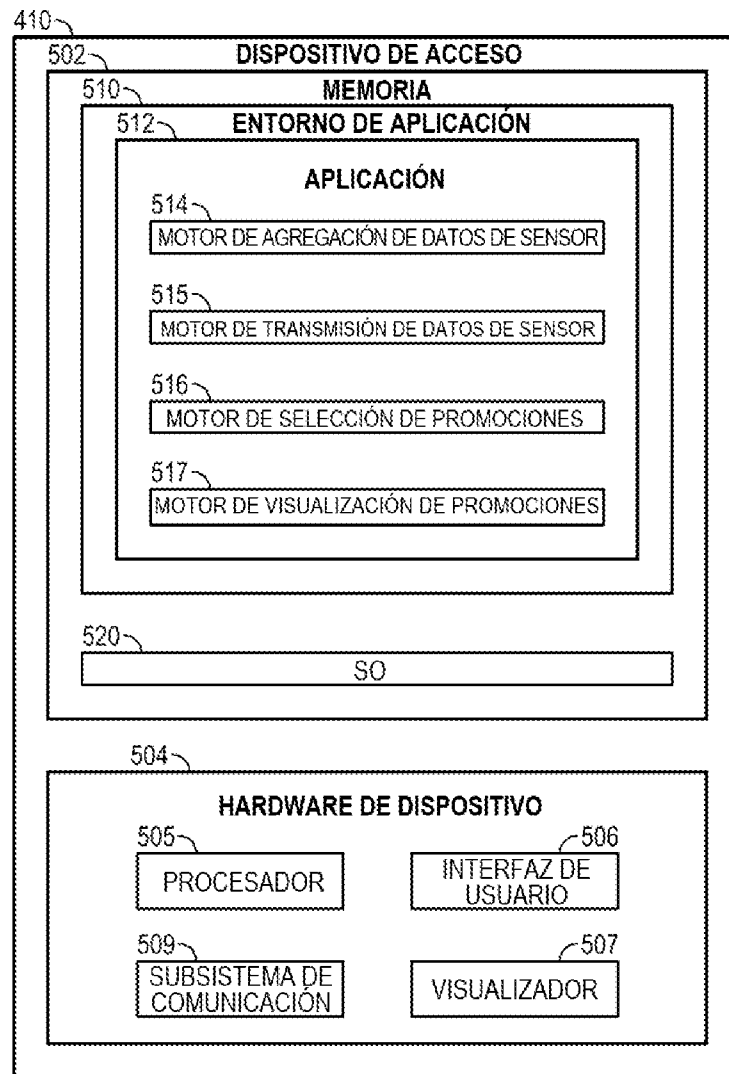 410
DISPOSITIVO DE ACCESO
502
MEMORIA
510
ENTORNO DE APLICACIÓN
512
APLICACIÓN
514
MOTOR DE AGREGACIÓN DE DATOS DE SENSOR
515
MOTOR DE TRANSMISIÓN DE DATOS DE SENSOR
516
MOTOR DE SELECCIÓN DE PROMOCIONES
517
MOTOR DE VISUALIZACIÓN DE PROMOCIONES
520
SO
504
HARDWARE DE DISPOSITIVO
505
PROCESADOR
506
INTERFAZ DE
USUARIO
509
SUBSISTEMA DE
COMUNICACIÓN
507
VISUALIZADOR